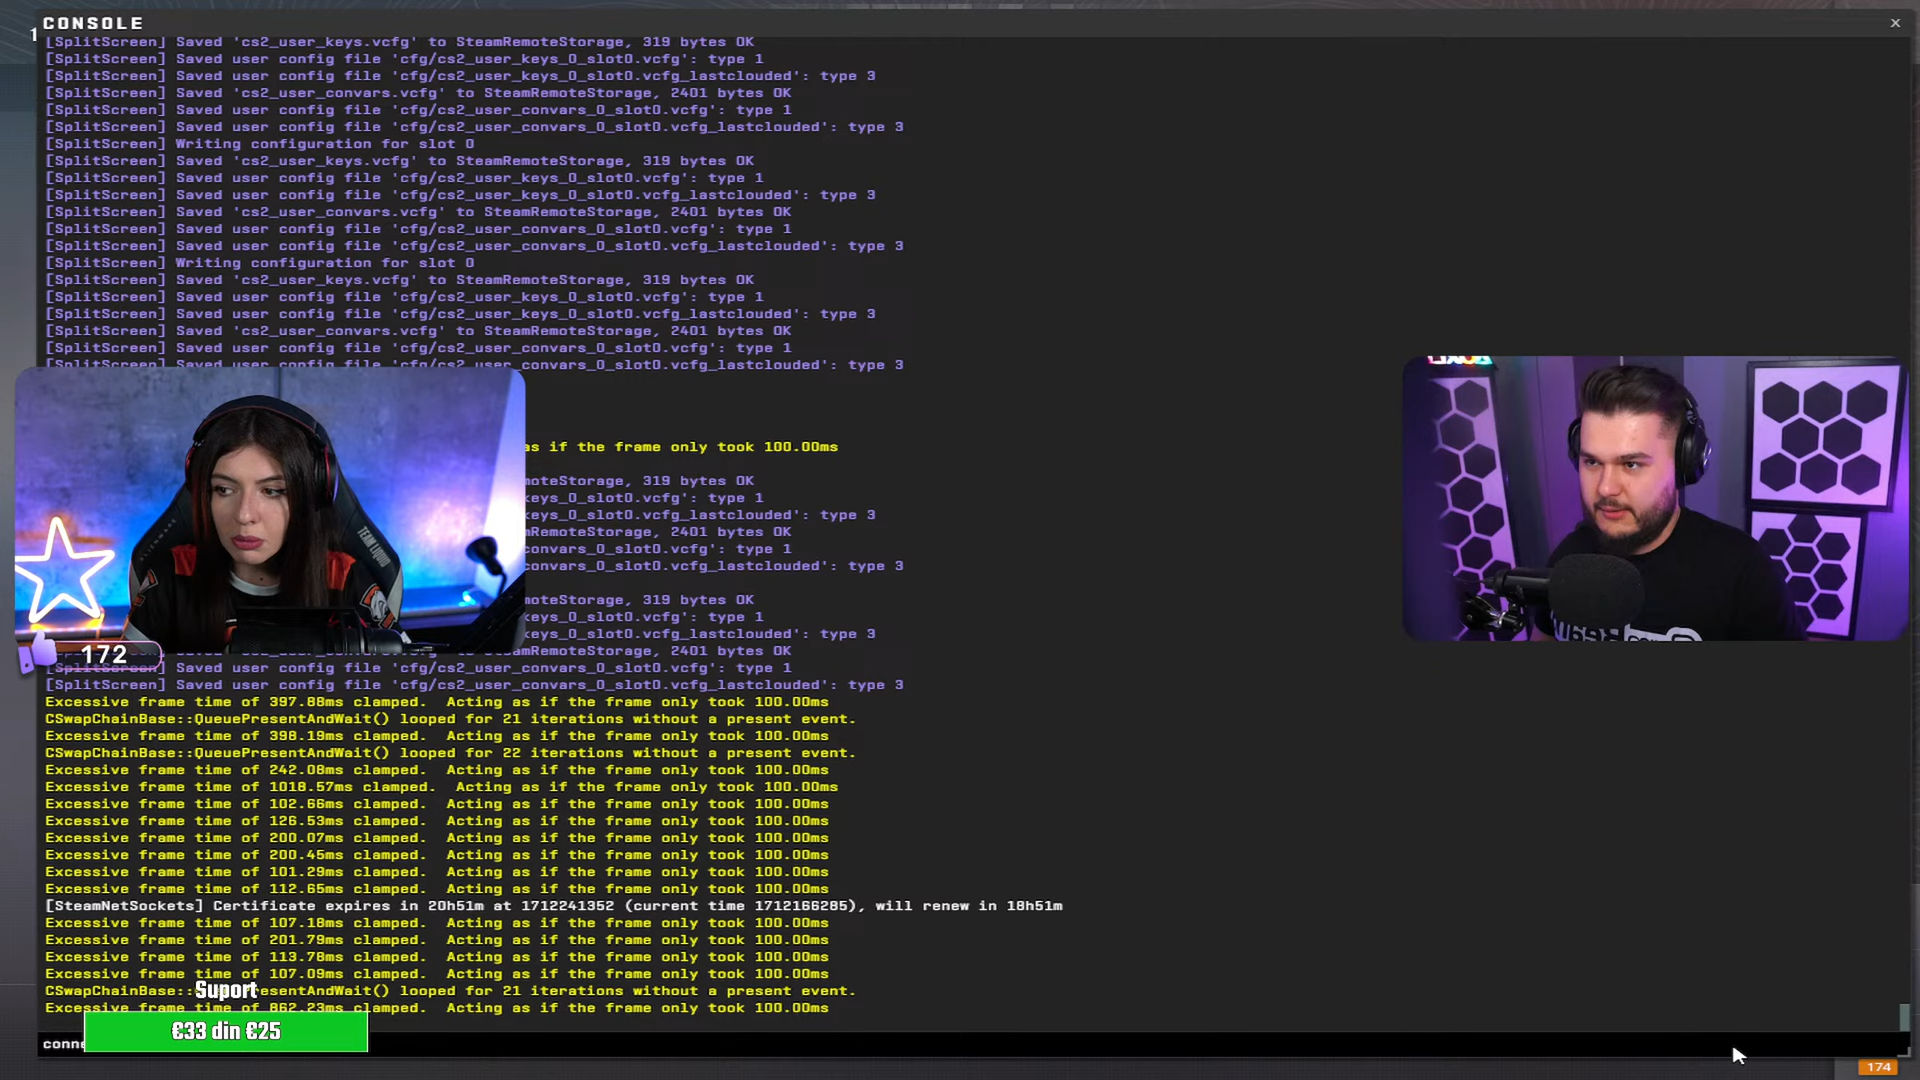 CONSOLE
1
[SplitScreen] Saved 'cs2_user_keys.vcfg' to SteamRemoteStorage, 319 bytes OK
[SplitScreen] Saved user config file 'cfg/cs2_user_keys_0_slot0.vcfg': type 1
[SplitScreen] Saved user config file 'cfg/cs2_user_keys_0_slot0.vcfg_lastclouded': type 3
[SplitScreen] Saved 'cs2_user_convars.vcfg' to SteamRemoteStorage, 2401 bytes OK
[SplitScreen] Saved user config file 'cfg/cs2_user_convars_0_slot0.vcfg': type 1
[SplitScreen] Saved user config file 'cfg/cs2_user_convars_0_slot0.vcfg_lastclouded': type 3
[SplitScreen] Writing configuration for slot 0
[SplitScreen] Saved 'cs2_user_keys.vcfg' to SteamRemoteStorage, 319 bytes OK
[SplitScreen] Saved user config file 'cfg/cs2_user_keys_0_slot0.vcfg': type 1
[SplitScreen] Saved user config file 'cfg/cs2_user_keys_0_slot0.vcfg_lastclouded': type 3
[SplitScreen] Saved 'cs2_user_convars.vcfg' to SteamRemoteStorage, 2401 bytes OK
[SplitScreen] Saved user config file 'cfg/cs2_user_convars_0_slot0.vcfg': type 1
[SplitScreen] Saved user config file 'cfg/cs2_user_convars_0_slot0.vcfg_lastclouded': type 3
[SplitScreen] Writing configuration for slot 0
[SplitScreen] Saved 'cs2_user_keys.vcfg' to SteamRemoteStorage, 319 bytes OK
[SplitScreen] Saved user config file 'cfg/cs2_user_keys_0_slot0.vcfg': type 1
[SplitScreen] Saved user config file 'cfg/cs2_user_keys_0_slot0.vcfg_lastclouded': type 3
[SplitScreen] Saved 'cs2_user_convars.vcfg' to SteamRemoteStorage, 2401 bytes OK
[SplitScreen] Saved user config file 'cfg/cs2_user_convars_0_slot0.vcfg': type 1
[SplitScreen] Saved user config file 'cfg/cs2_user_convars_0_slot0.vcfg_lastclouded': type 3
as if the frame only took 100.00ms
moteStorage, 319 bytes OK
keys_0_slot0.vcfg': type 1
keys_0_slot0.vcfg_lastclouded': type 3
moteStorage, 2401 bytes OK
convars_0_slot0.vcfg': type 1
convars_0_slot0.vcfg_lastclouded': type 3
moteStorage, 319 bytes OK
keys_0_slot0.vcfg': type 1
keys_0_slot0.vcfg_lastclouded': type 3
moteStorage, 2401 bytes OK
TEAM LIQUID
172
[SplitScreen] Saved user config file 'cfg/cs2_user_convars_0_slot0.vcfg': type 1
[SplitScreen] Saved user config file 'cfg/cs2_user_convars_0_slot0.vcfg_lastclouded': type 3
Excessive frame time of 397.88ms clamped.  Acting as if the frame only took 100.00ms
CSwapChainBase::QueuePresentAndWait() looped for 21 iterations without a present event.
Excessive frame time of 398.19ms clamped.  Acting as if the frame only took 100.00ms
CSwapChainBase::QueuePresentAndWait() looped for 22 iterations without a present event.
Excessive frame time of 242.08ms clamped.  Acting as if the frame only took 100.00ms
Excessive frame time of 1018.57ms clamped.  Acting as if the frame only took 100.00ms
Excessive frame time of 102.66ms clamped.  Acting as if the frame only took 100.00ms
Excessive frame time of 126.53ms clamped.  Acting as if the frame only took 100.00ms
Excessive frame time of 200.07ms clamped.  Acting as if the frame only took 100.00ms
Excessive frame time of 200.45ms clamped.  Acting as if the frame only took 100.00ms
Excessive frame time of 101.29ms clamped.  Acting as if the frame only took 100.00ms
Excessive frame time of 112.65ms clamped.  Acting as if the frame only took 100.00ms
[SteamNetSockets] Certificate expires in 20h51m at 1712241352 (current time 1712166285), will renew in 18h51m
Excessive frame time of 107.18ms clamped.  Acting as if the frame only took 100.00ms
Excessive frame time of 201.79ms clamped.  Acting as if the frame only took 100.00ms
Excessive frame time of 113.78ms clamped.  Acting as if the frame only took 100.00ms
Excessive frame time of 107.09ms clamped.  Acting as if the frame only took 100.00ms
CSwapChainBase:: esentAndWait() looped for 21 iterations without a present event.
Suport
Excessive frame time of 862.23ms clamped.  Acting as if the frame only took 100.00ms
€33 din €25
conne
174